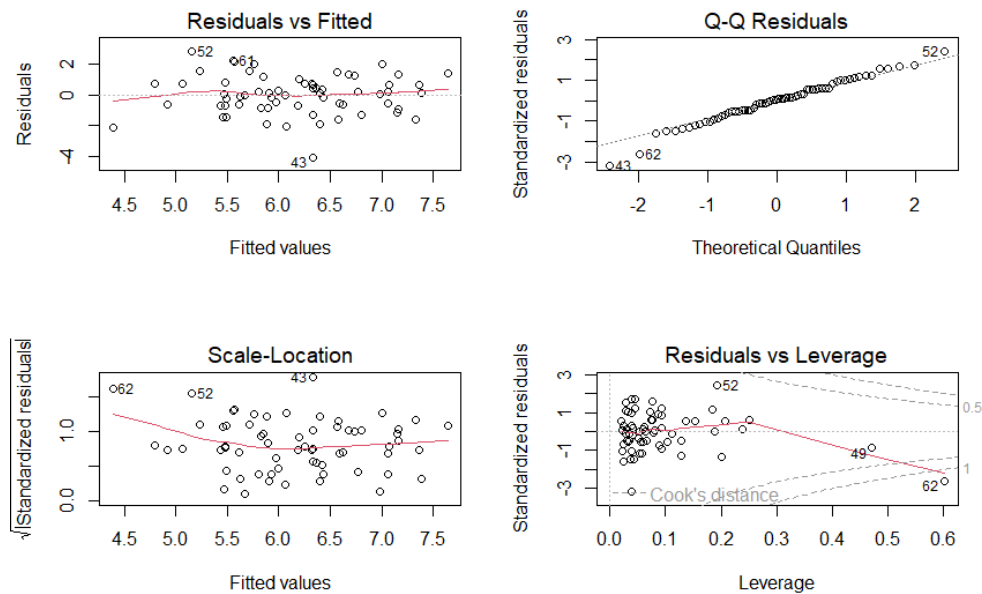 Residuals vs Fitted
Residuals
2
0
-4
52
61
43
4.5 5.0 5.5 6.0 6.5 7.0 7.5
Fitted values
Q-Q Residuals
Standardized residuals
3
1
-1
-3
52
62
43
-2 -1 0 1 2
Theoretical Quantiles
Scale-Location
√|Standardized residuals|
1.0
0.0
62
52
43
4.5 5.0 5.5 6.0 6.5 7.0 7.5
Fitted values
Residuals vs Leverage
Standardized residuals
3
1
-1
-3
52
0.5
49
1
62
Cook's distance
0.0 0.1 0.2 0.3 0.4 0.5 0.6
Leverage